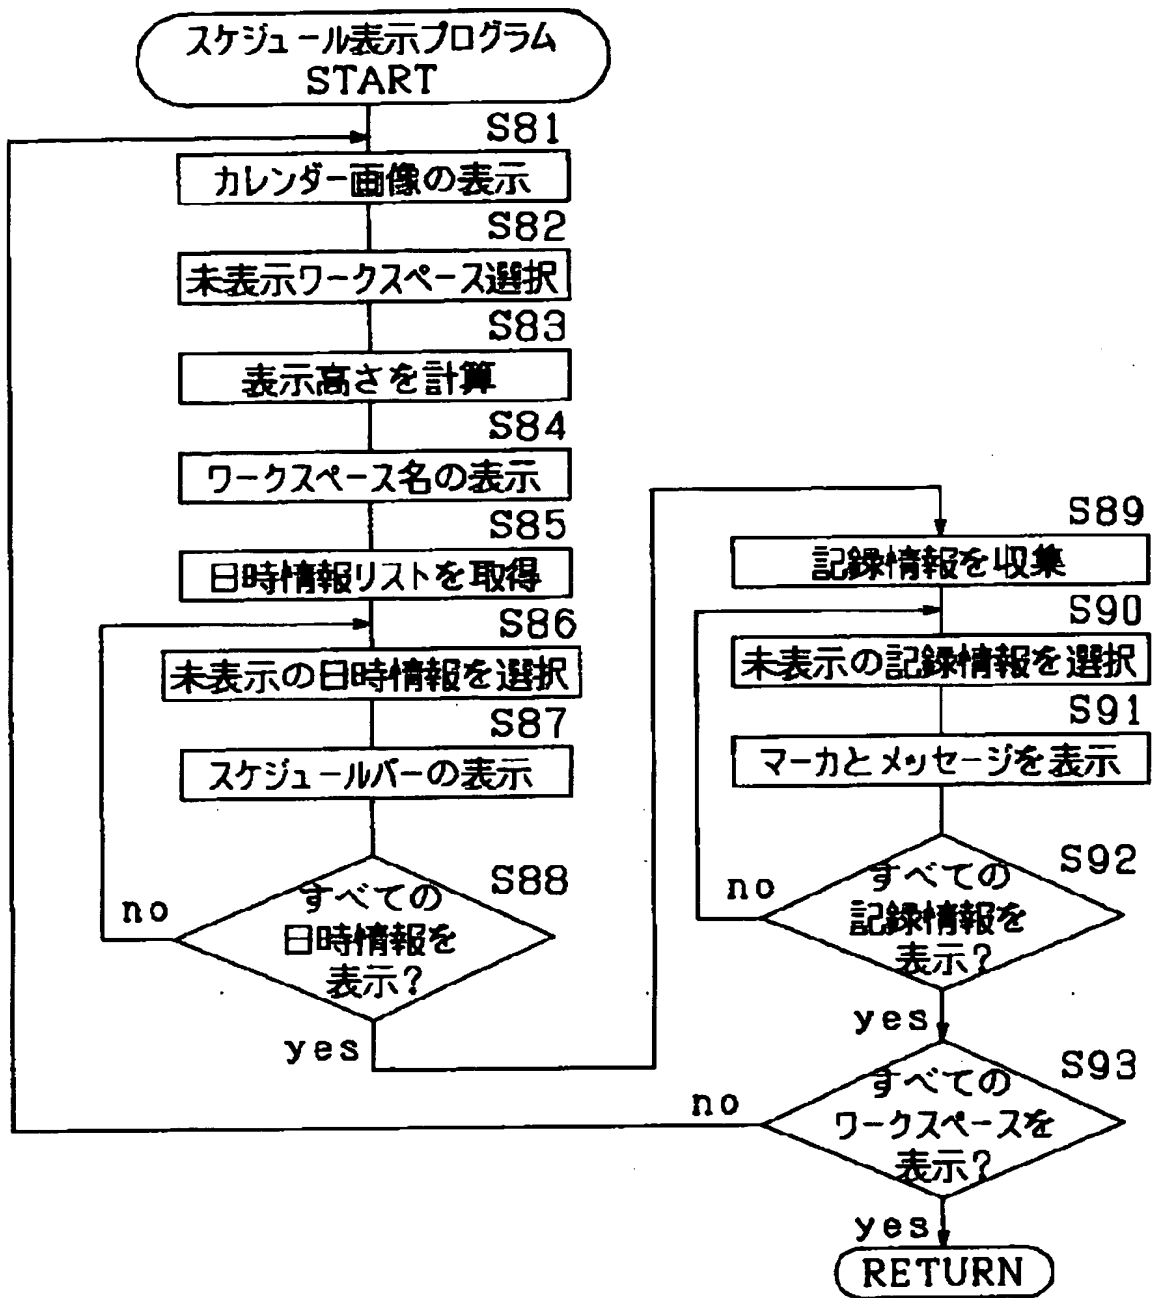 スケジュール表示プログラム
START
S81
カレンダー画像の表示
S82
未表示ワークスペース選択
S83
表示高さを計算
S84
ワークスペース名の表示
S85
日時情報リストを取得
S86
未表示の日時情報を選択
S87
スケジュールバーの表示
S88
すべての
日時情報を
表示?
no
yes
S89
記録情報を収集
S90
未表示の記録情報を選択
S91
マーカとメッセージを表示
S92
すべての
記録情報を
表示?
no
yes
S93
すべての
ワークスペースを
表示?
no
yes
RETURN